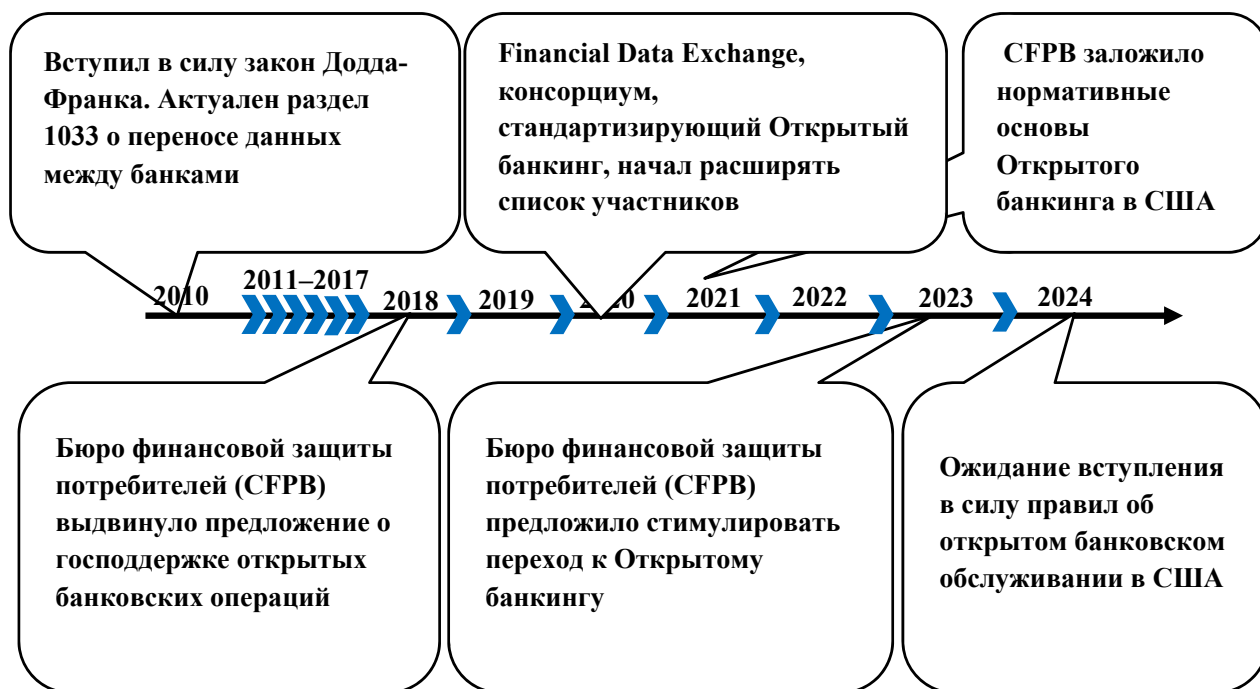 Вступил в силу закон Додда-
Франка. Актуален раздел
1033 о переносе данных
между банками
Financial Data Exchange,
консорциум,
стандартизирующий Открытый
банкинг, начал расширять
список участников
CFPB заложило
нормативные
основы
Открытого
банкинга в США
2010
2011–2017
2018
2019
2020
2021
2022
2023
2024
Бюро финансовой защиты
потребителей (CFPB)
выдвинуло предложение о
господдержке открытых
банковских операций
Бюро финансовой защиты
потребителей (CFPB)
предложило стимулировать
переход к Открытому
банкингу
Ожидание вступления
в силу правил об
открытом банковском
обслуживании в США